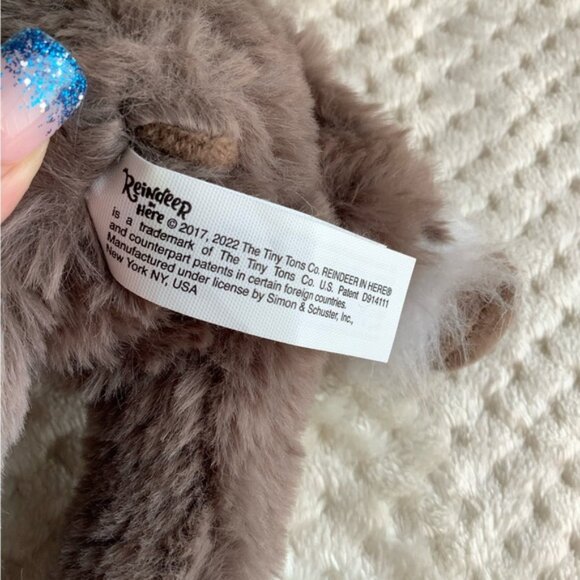 Reindeer
in
Here © 2017, 2022 The Tiny Tons Co. REINDEER IN HERE®
is a trademark of The Tiny Tons Co. U.S. Patent D914111
and counterpart patents in certain foreign countries.
Manufactured under license by Simon & Schuster, Inc.,
New York NY, USA